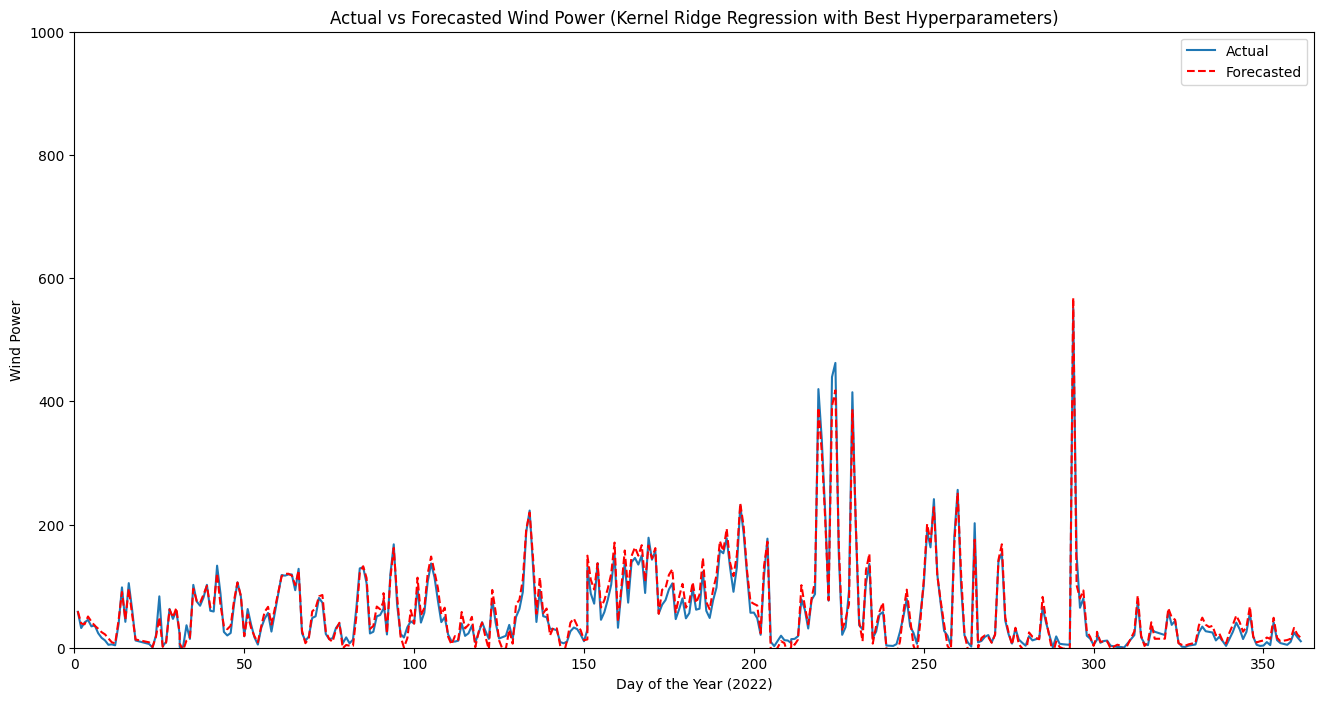 Actual vs Forecasted Wind Power (Kernel Ridge Regression with Best Hyperparameters)
1000
800
600
400
200
0
Wind Power
Actual
Forecasted
0 50 100 150 200 250 300 350
Day of the Year (2022)